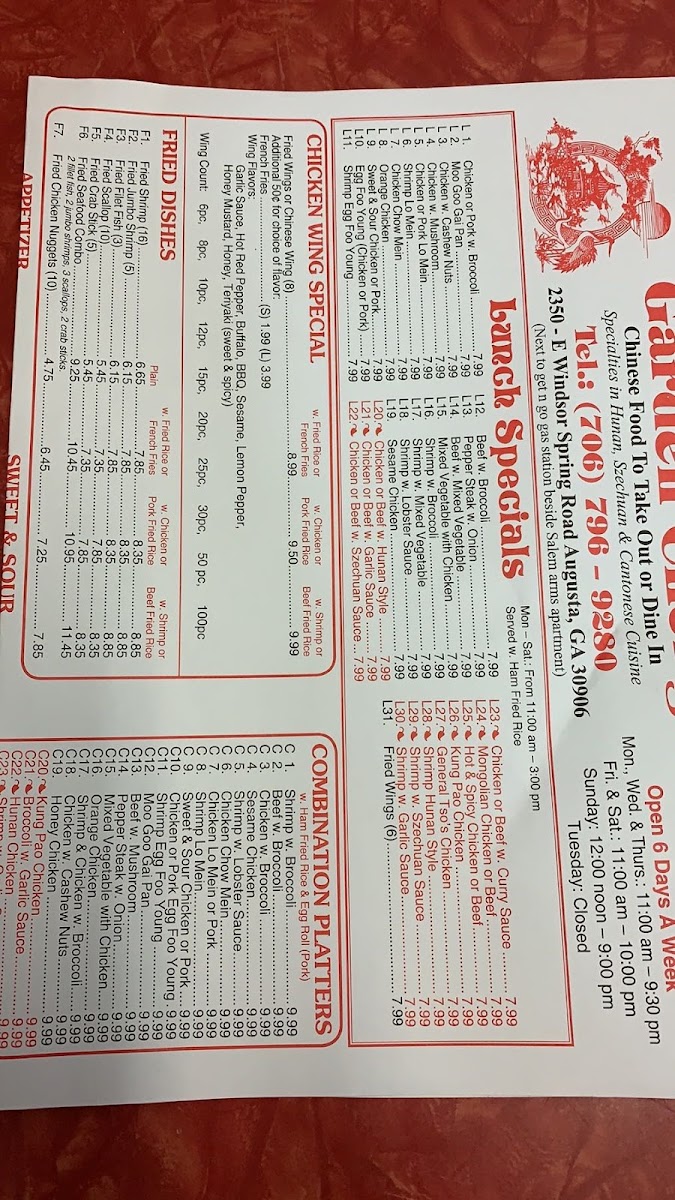 Garden
Chinese Food To Take Out or Dine In
Specialties in Hunan, Szechuan & Cantonese Cuisine
Tel.: (706) 796 – 9280
2350 - E Windsor Spring Road Augusta, GA 30906
(Next to get n go gas station beside Salem arms apartment)
Open 6 Days A Week
Mon., Wed. & Thurs.: 11:00 am – 9:30 pm
Fri. & Sat.: 11:00 am – 10:00 pm
Sunday: 12:00 noon – 9:00 pm
Tuesday: Closed
Lunch Specials
Mon – Sat.: From 11:00 am – 3:00 pm
Served w. Ham Fried Rice
L 1. Chicken or Pork w. Broccoli 7.99
L 2. Moo Goo Gai Pan 7.99
L 3. Chicken w. Cashew Nuts 7.99
L 4. Chicken w. Mushroom 7.99
L 5. Chicken or Pork Lo Mein 7.99
L 6. Shrimp Lo Mein 7.99
L 7. Chicken Chow Mein 7.99
L 8. Orange Chicken 7.99
L 9. Sweet & Sour Chicken or Pork 7.99
L10. Egg Foo Young (Chicken or Pork) 7.99
L11. Shrimp Egg Foo Young 7.99
L12. Beef w. Broccoli 7.99
L13. Pepper Steak w. Onion 7.99
L14. Beef w. Mixed Vegetable 7.99
L15. Mixed Vegetable with Chicken 7.99
L16. Shrimp w. Broccoli 7.99
L17. Shrimp w. Mixed Vegetable 7.99
L18. Shrimp w. Lobster Sauce 7.99
L19. Sesame Chicken 7.99
L20. Chicken or Beef w. Hunan Style 7.99
L21. Chicken or Beef w. Garlic Sauce 7.99
L22. Chicken or Beef w. Szechuan Sauce 7.99
L23. Chicken or Beef w. Curry Sauce 7.99
L24. Mongolian Chicken or Beef 7.99
L25. Hot & Spicy Chicken or Beef 7.99
L26. Kung Pao Chicken 7.99
L27. General Tso's Chicken 7.99
L28. Shrimp Hunan Style 7.99
L29. Shrimp w. Szechuan Sauce 7.99
L30. Shrimp w. Garlic Sauce 7.99
L31. Fried Wings (6) 7.99
CHICKEN WING SPECIAL
w. Fried Rice or French Fries w. Chicken or Pork Fried Rice w. Shrimp or Beef Fried Rice
Fried Wings or Chinese Wing (8) 8.99 9.50 9.99
Additional 50¢ for choice of flavor:
French Fries (S) 1.99 (L) 3.99
Wing Flavors:
Garlic Sauce, Hot Red Pepper, Buffalo, BBQ, Sesame, Lemon Pepper,
Honey Mustard, Honey, Teriyaki (sweet & spicy)
Wing Count: 6pc, 8pc, 10pc, 12pc, 15pc, 20pc, 25pc, 30pc, 50 pc, 100pc
FRIED DISHES
Plain w. Fried Rice or French Fries w. Chicken or Pork Fried Rice w. Shrimp or Beef Fried Rice
F1. Fried Shrimp (16) 6.65 7.85 8.35 8.85
F2. Fried Jumbo Shrimp (5) 6.15 7.85 8.35 8.85
F3. Fried Filet Fish (3) 6.15 7.85 8.35 8.85
F4. Fried Scallop (10) 6.15 7.85 8.35 8.85
F5. Fried Crab Stick (5) 5.45 7.35 7.85 8.35
F6. Fried Seafood Combo 9.25 10.45 10.95 11.45
2 fillet fish, 2 jumbo shrimps, 3 scallops, 2 crab sticks.
F7. Fried Chicken Nuggets (10) 4.75 6.45 7.25 7.85
COMBINATION PLATTERS
w. Ham Fried Rice & Egg Roll (Pork)
C 1. Shrimp w. Broccoli 9.99
C 2. Beef w. Broccoli 9.99
C 3. Chicken w. Broccoli 9.99
C 4. Sesame Chicken 9.99
C 5. Shrimp w. Lobster Sauce 9.99
C 6. Chicken Chow Mein 9.99
C 7. Chicken Lo Mein or Pork 9.99
C 8. Shrimp Lo Mein 9.99
C 9. Sweet & Sour Chicken or Pork 9.99
C10. Chicken or Pork Egg Foo Young 9.99
C11. Shrimp Egg Foo Young 9.99
C12. Moo Goo Gai Pan 9.99
C13. Beef w. Mushroom 9.99
C14. Pepper Steak w. Onion 9.99
C15. Mixed Vegetable with Chicken 9.99
C16. Orange Chicken 9.99
C17. Shrimp & Chicken w. Broccoli 9.99
C18. Chicken w. Cashew Nuts 9.99
C19. Honey Chicken 9.99
C20. Kung Pao Chicken 9.99
C21. Broccoli w. Garlic Sauce 9.99
C22. Hunan Chicken 9.99
C23. Shrimp w. 9.99
APPETIZER
SWEET & SOUR